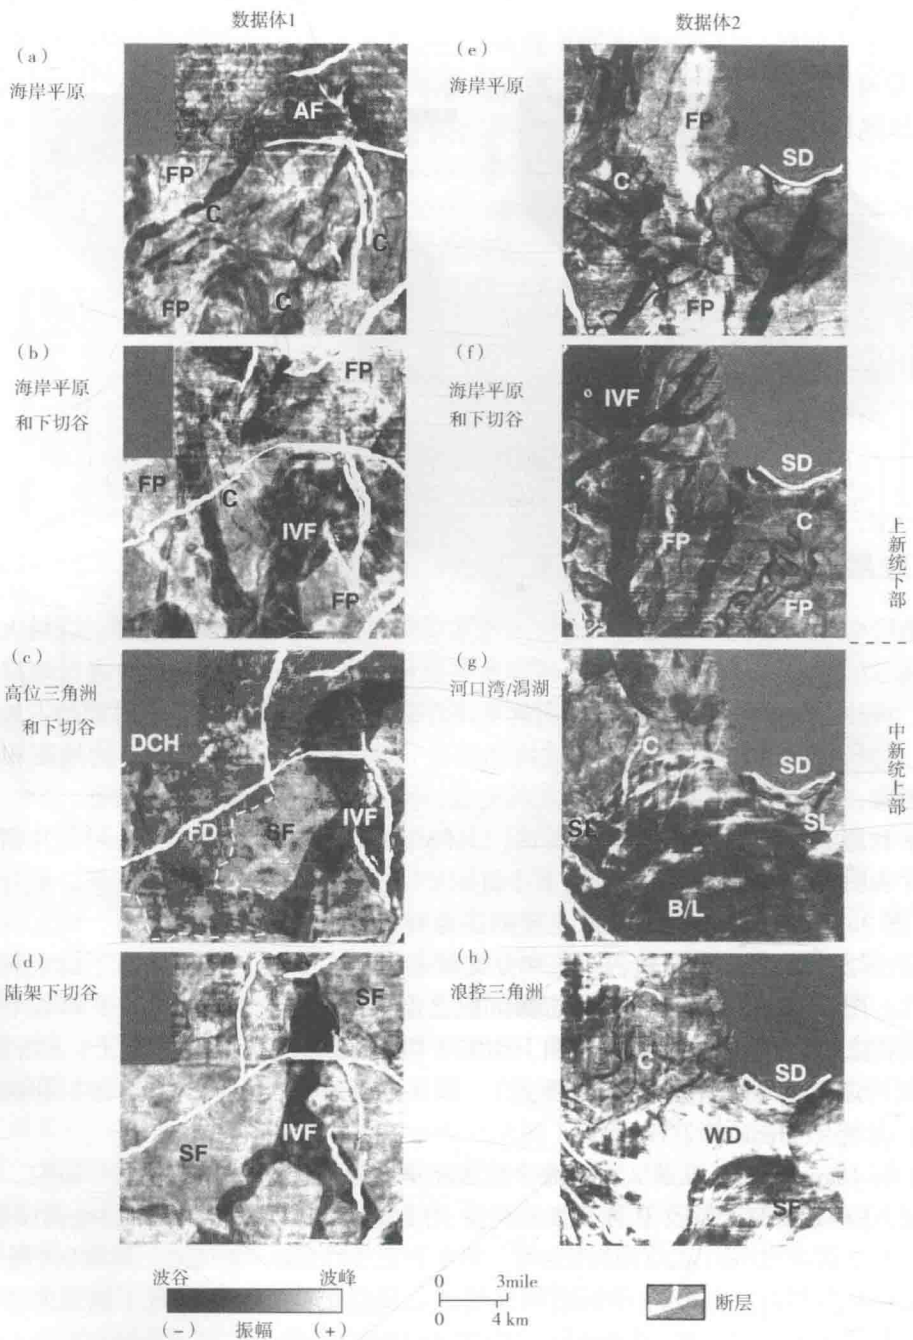 数据体1
数据体2
(a)
海岸平原
AF
FP
C
C
FP
C
(e)
海岸平原
FP
SD
C
FP
(b)
海岸平原
和下切谷
FP
FP
C
IVF
FP
(f)
海岸平原
和下切谷
IVF
SD
C
FP
FP
上新统下部
(c)
高位三角洲
和下切谷
DCH
IVF
FD
SF
(g)
河口湾/潟湖
C
SD
SL
SL
B/L
中新统上部
(d)
陆架下切谷
SF
IVF
SF
(h)
浪控三角洲
C
SD
WD
SF
波谷
波峰
(-)
振幅
(+)
0
3mile
0
4 km
断层